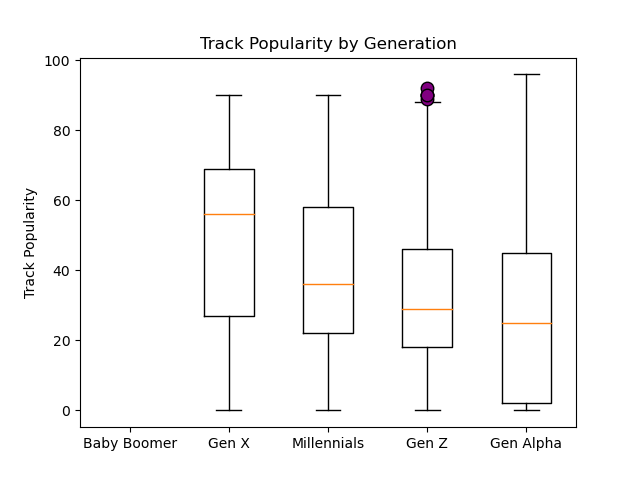 Track Popularity by Generation
Track Popularity
100
80
60
40
20
0
Baby Boomer
Gen X
Millennials
Gen Z
Gen Alpha